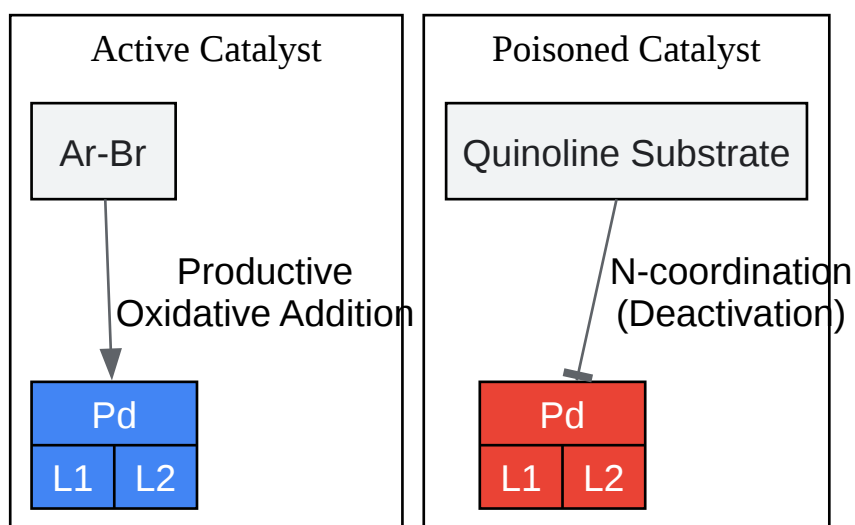 Active Catalyst
Ar-Br
Productive
Oxidative Addition
Pd
L1 L2
Poisoned Catalyst
Quinoline Substrate
N-coordination
(Deactivation)
Pd
L1 L2